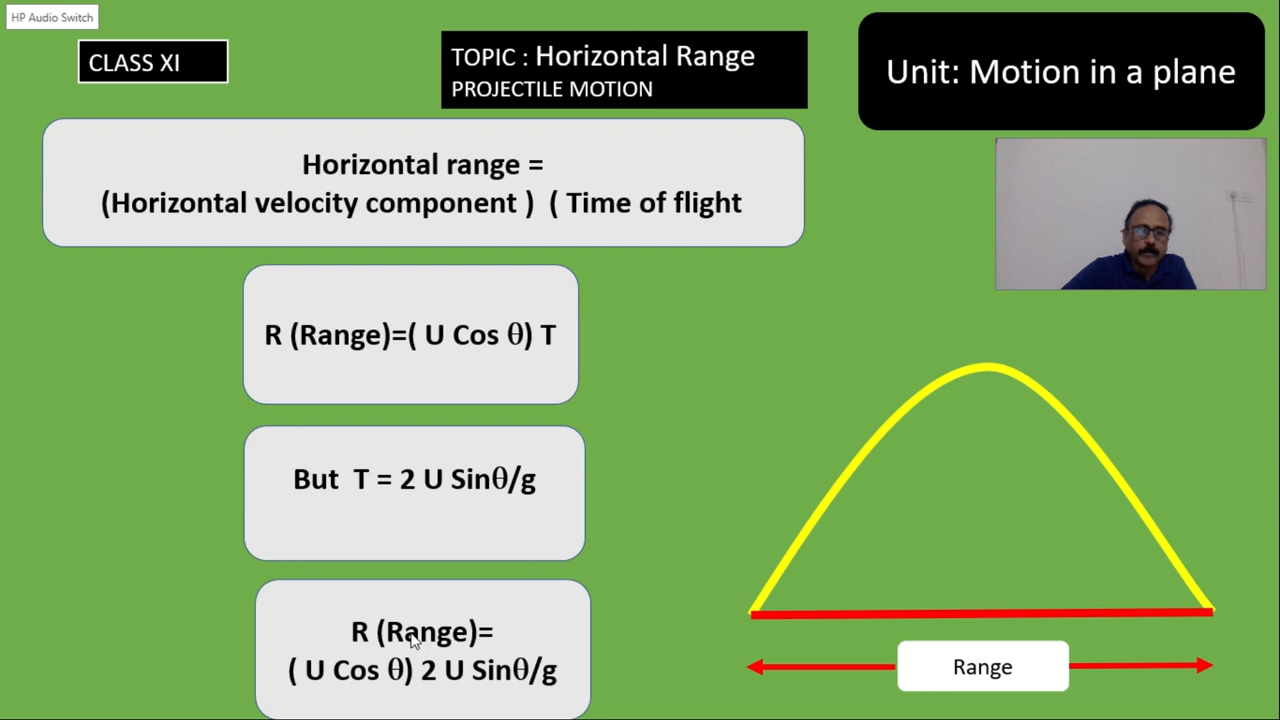 HP Audio Switch
CLASS XI
TOPIC : Horizontal Range
PROJECTILE MOTION
Unit: Motion in a plane
Horizontal range =
(Horizontal velocity component ) ( Time of flight
R (Range)=( U Cos θ) T
But T = 2 U Sinθ/g
R (Range)=
( U Cos θ) 2 U Sinθ/g
Range